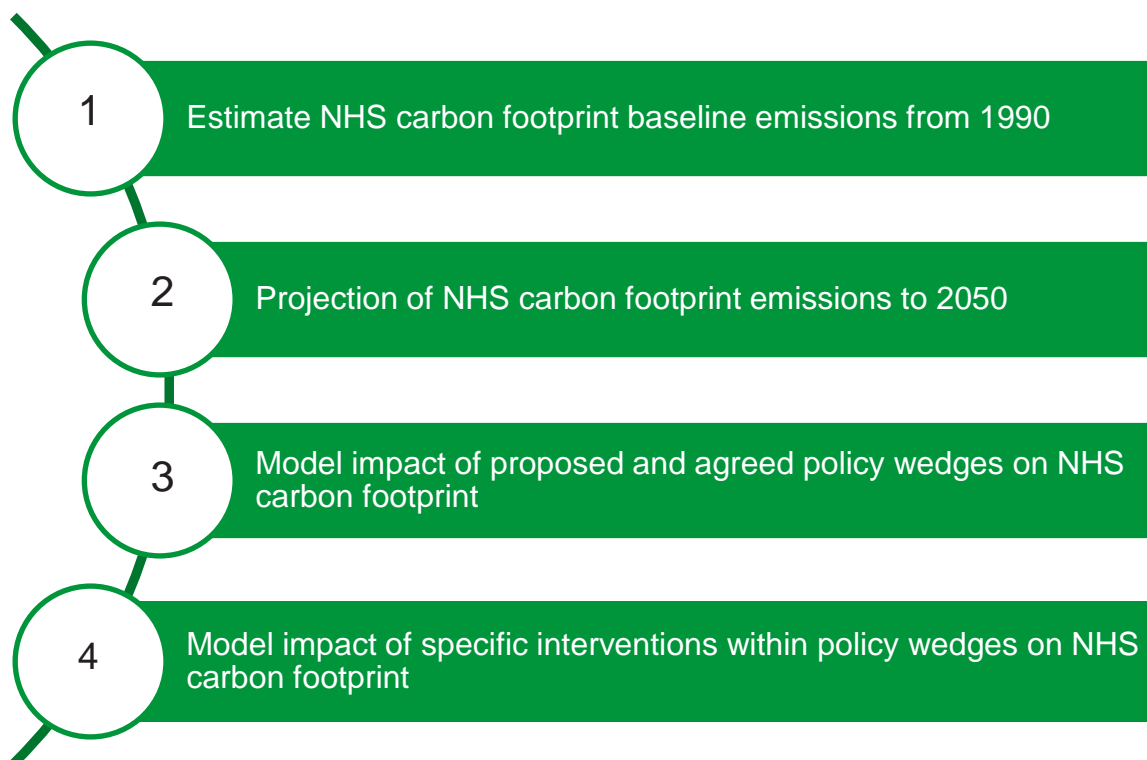 1
Estimate NHS carbon footprint baseline emissions from 1990
2
Projection of NHS carbon footprint emissions to 2050
3
Model impact of proposed and agreed policy wedges on NHS
carbon footprint
4
Model impact of specific interventions within policy wedges on NHS
carbon footprint